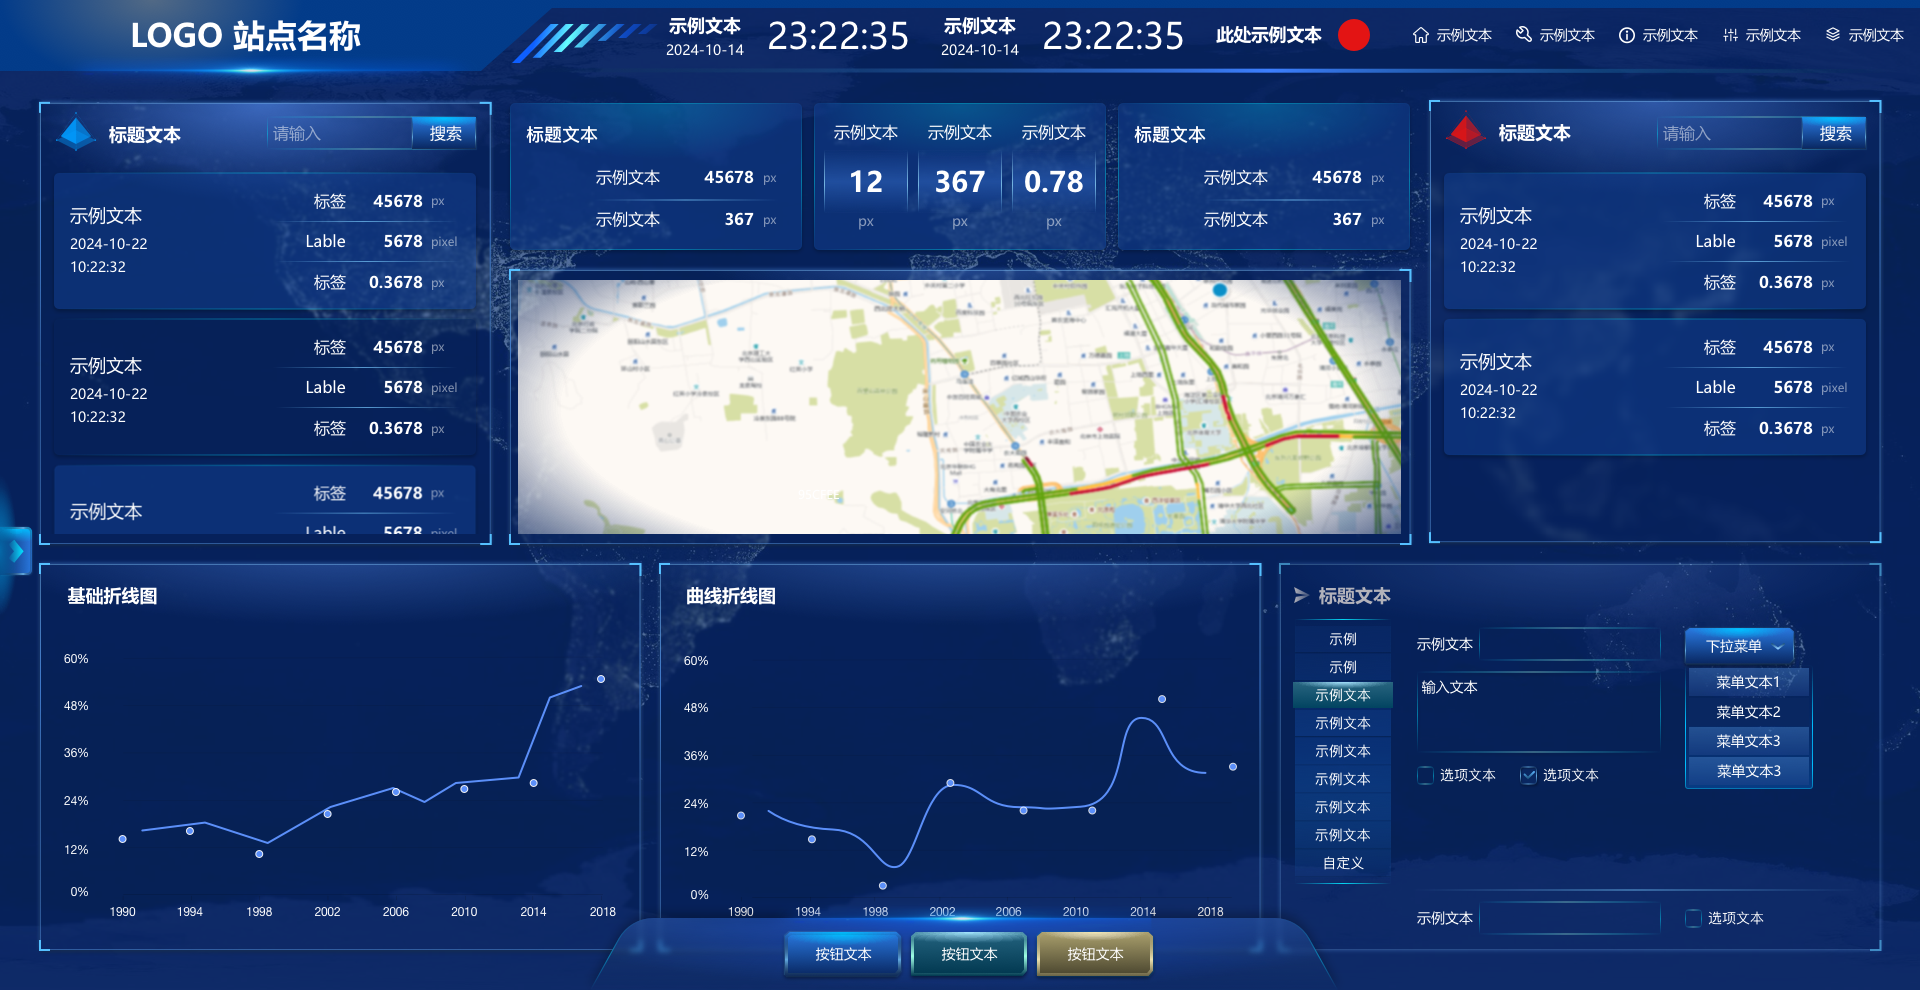 LOGO 站点名称
示例文本
2024-10-14
23:22:35
示例文本
2024-10-14
23:22:35
此处示例文本
示例文本
示例文本
示例文本
示例文本
示例文本
标题文本
请输入
搜索
示例文本
2024-10-22
10:22:32
标签 45678 px
Lable 5678 pixel
标签 0.3678 px
示例文本
2024-10-22
10:22:32
标签 45678 px
Lable 5678 pixel
标签 0.3678 px
示例文本
标签 45678 px
Lable 5678 pixel
标题文本
示例文本 45678 px
示例文本 367 px
示例文本 示例文本 示例文本
12 367 0.78
px px px
标题文本
示例文本 45678 px
示例文本 367 px
标题文本
请输入
搜索
示例文本
2024-10-22
10:22:32
标签 45678 px
Lable 5678 pixel
标签 0.3678 px
示例文本
2024-10-22
10:22:32
标签 45678 px
Lable 5678 pixel
标签 0.3678 px
基础折线图
60%
48%
36%
24%
12%
0%
1990 1994 1998 2002 2006 2010 2014 2018
曲线折线图
60%
48%
36%
24%
12%
0%
1990 1994 1998 2002 2006 2010 2014 2018
标题文本
示例
示例
示例文本
示例文本
示例文本
示例文本
示例文本
示例文本
自定义
示例文本
输入文本
选项文本 选项文本
下拉菜单
菜单文本1
菜单文本2
菜单文本3
菜单文本3
示例文本
选项文本
按钮文本 按钮文本 按钮文本